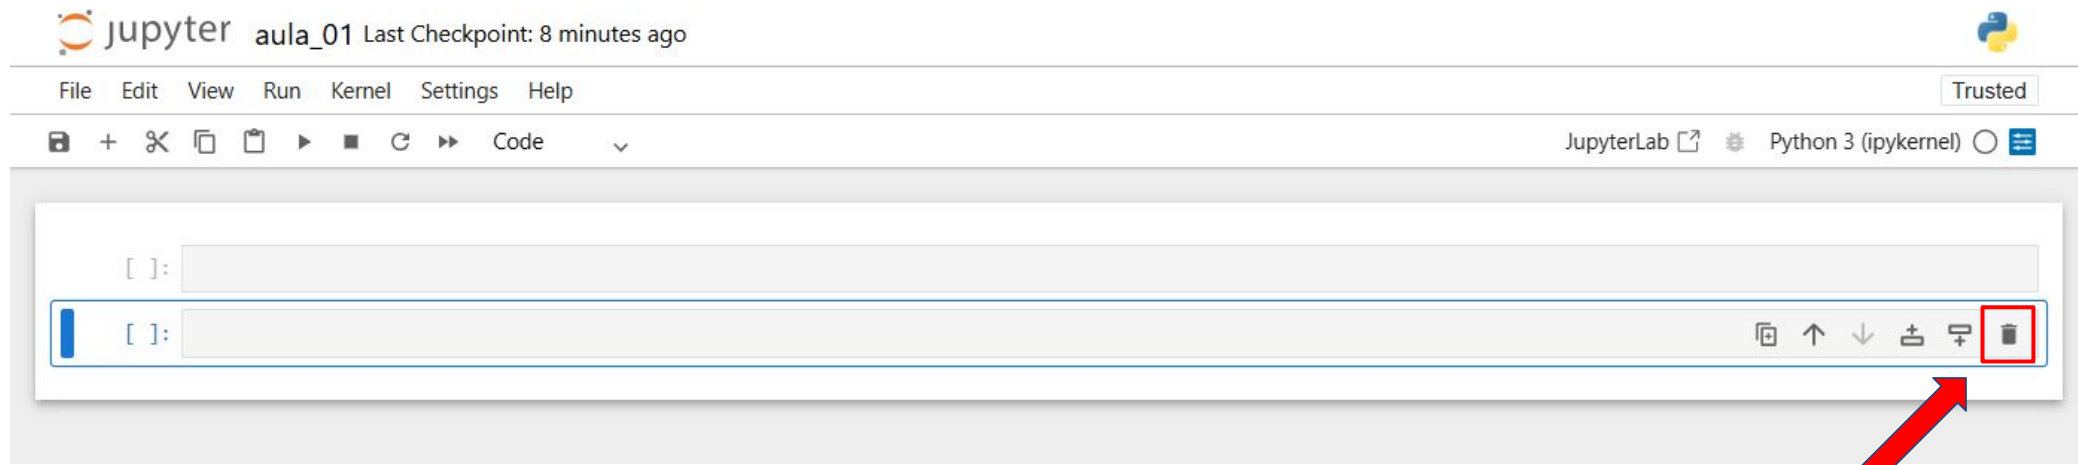 jupyter aula_01 Last Checkpoint: 8 minutes ago
File Edit View Run Kernel Settings Help Trusted
Code JupyterLab Python 3 (ipykernel)
[ ]:
[ ]: